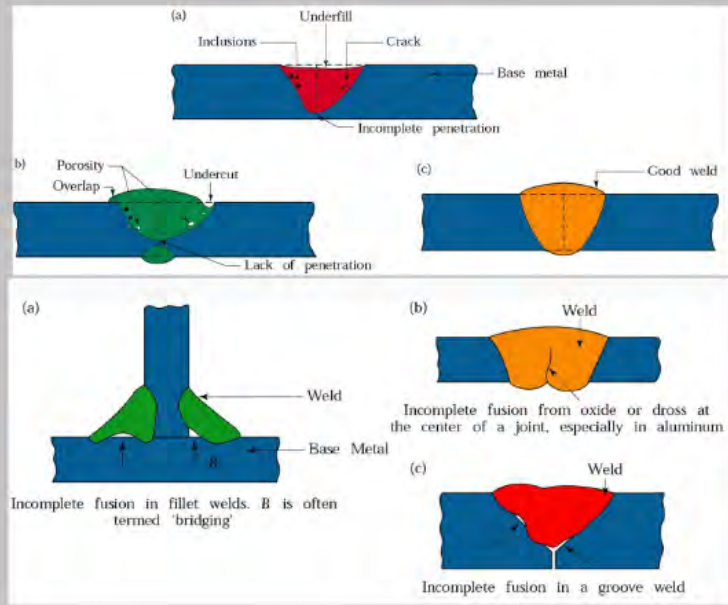 (a)
Underfill
Inclusions
Crack
Base metal
Incomplete penetration
b)
Porosity
Overlap
Undercut
Lack of penetration
(c)
Good weld
(a)
Weld
Base Metal
B
Incomplete fusion in fillet welds. B is often
termed 'bridging'
(b)
Weld
Incomplete fusion from oxide or dross at
the center of a joint, especially in aluminum
(c)
Weld
Incomplete fusion in a groove weld